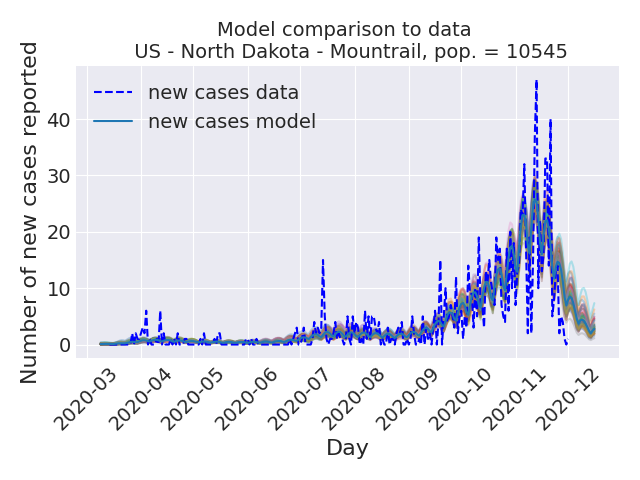 Model comparison to data
US - North Dakota - Mountrail, pop. = 10545
Number of new cases reported
new cases data
new cases model
40
30
20
10
0
2020-03
2020-04
2020-05
2020-06
2020-07
2020-08
2020-09
2020-10
2020-11
2020-12
Day